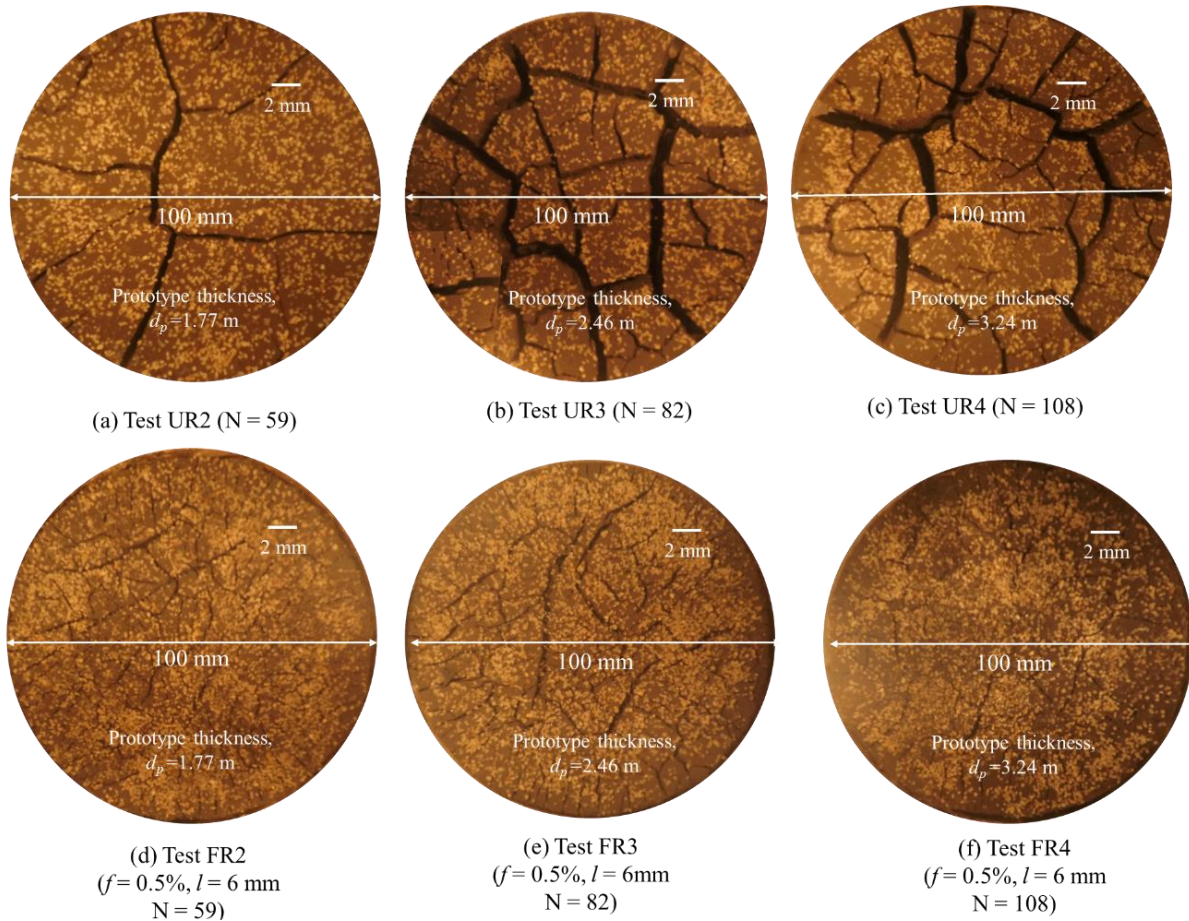 2 mm
100 mm
Prototype thickness,
dp=1.77 m
(a) Test UR2 (N = 59)
2 mm
100 mm
Prototype thickness,
dp=2.46 m
(b) Test UR3 (N = 82)
2 mm
100 mm
Prototype thickness,
dp=3.24 m
(c) Test UR4 (N = 108)
2 mm
100 mm
Prototype thickness,
dp=1.77 m
(d) Test FR2
(f = 0.5%, l = 6 mm
N = 59)
2 mm
100 mm
Prototype thickness,
dp=2.46 m
(e) Test FR3
(f = 0.5%, l = 6mm
N = 82)
2 mm
100 mm
Prototype thickness,
dp=3.24 m
(f) Test FR4
(f = 0.5%, l = 6 mm
N = 108)